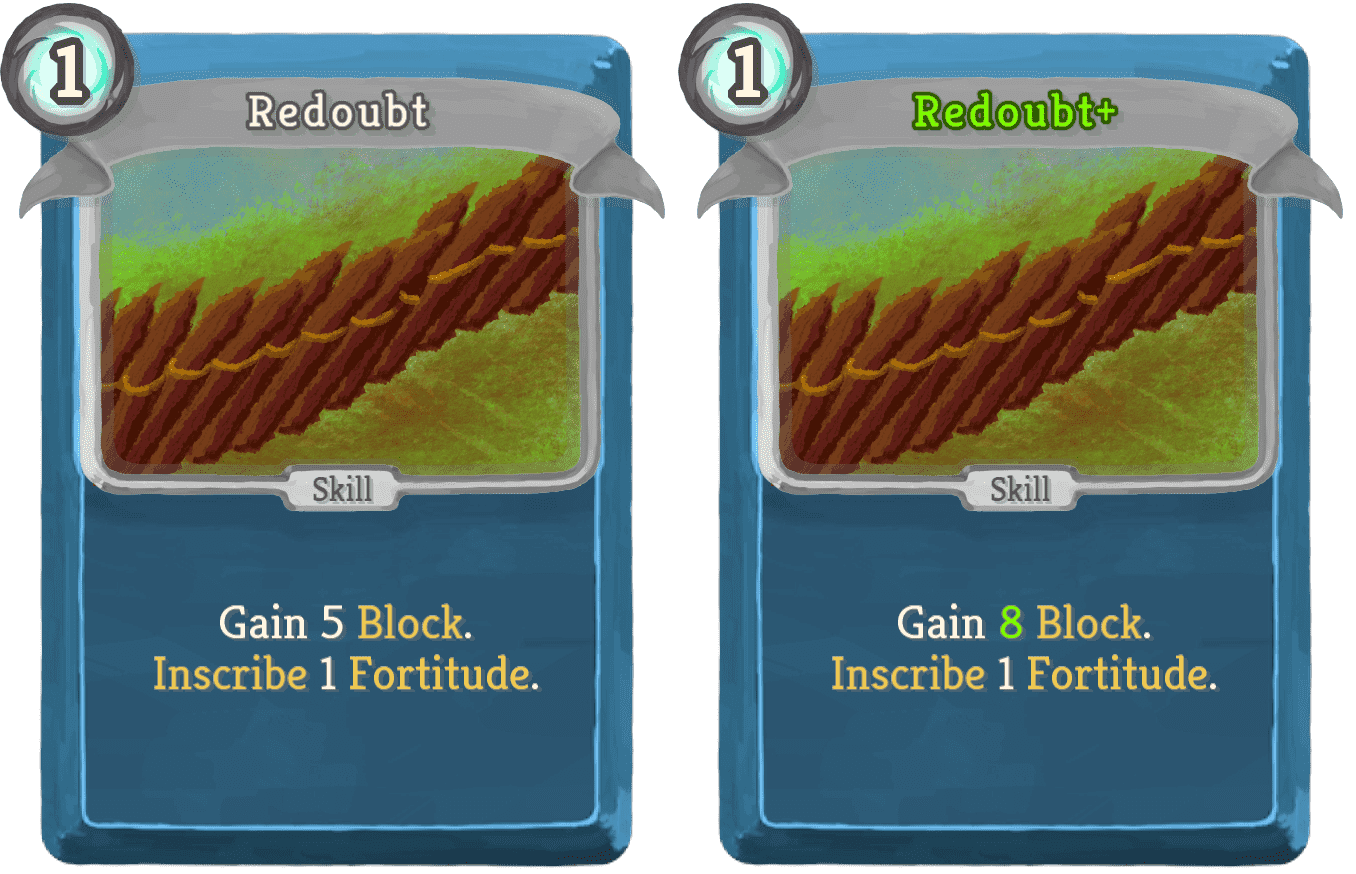 1
Redoubt
Skill
Gain 5 Block.
Inscribe 1 Fortitude.
1
Redoubt+
Skill
Gain 8 Block.
Inscribe 1 Fortitude.